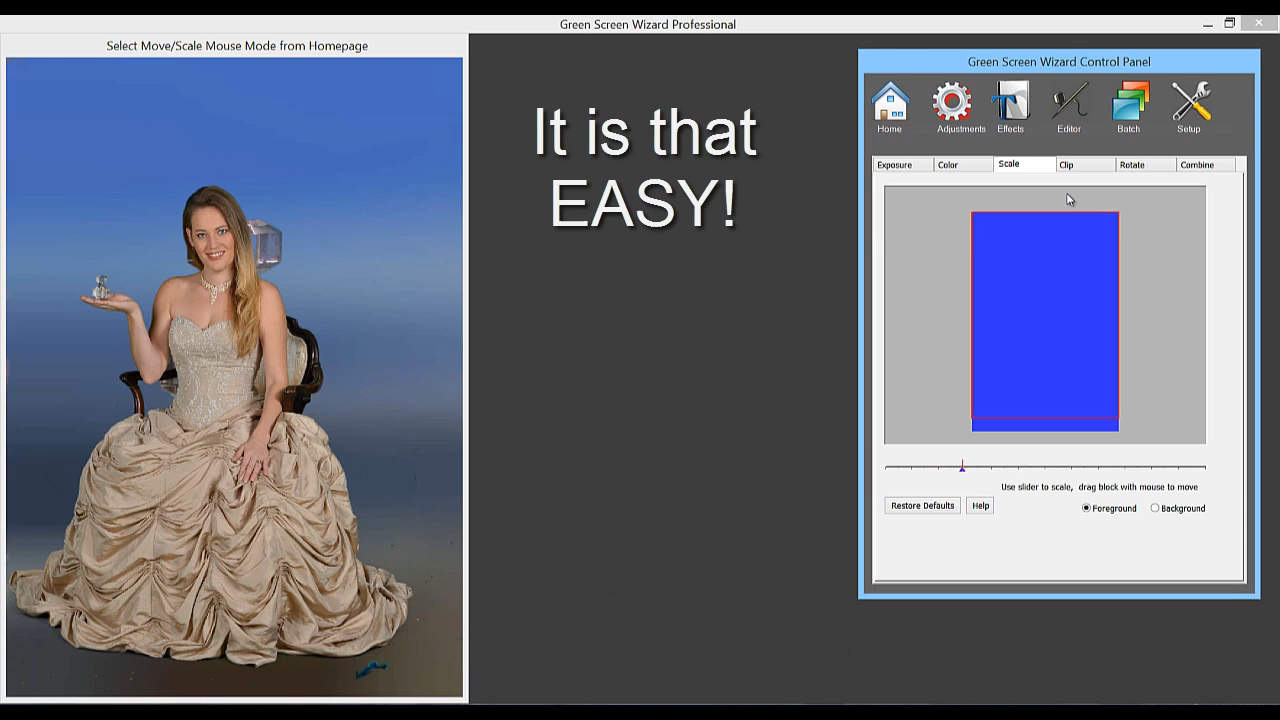 Green Screen Wizard Professional
Select Move/Scale Mouse Mode from Homepage
It is that
EASY!
Green Screen Wizard Control Panel
Home Adjustments Effects Editor Batch Setup
Exposure Color Scale Clip Rotate Combine
Use slider to scale, drag block with mouse to move
Restore Defaults Help Foreground Background